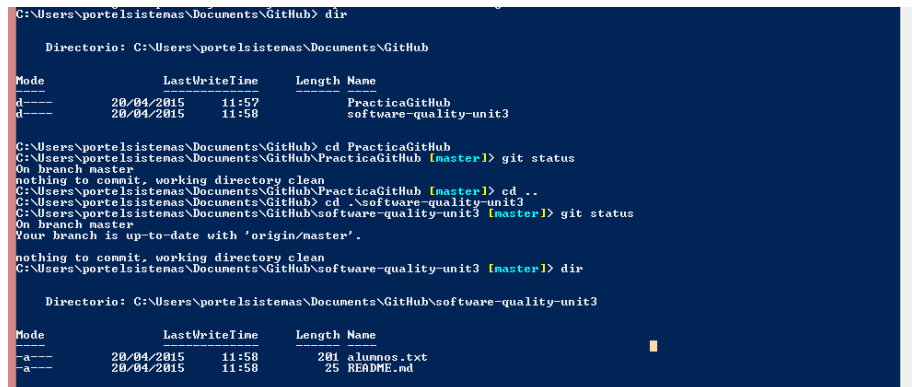 C:\Users\portelsistemas\Documents\GitHub> dir
Directorio: C:\Users\portelsistemas\Documents\GitHub
Mode LastWriteTime Length Name
---- ------------- ------ ----
d---- 20/04/2015 11:57 PracticaGitHub
d---- 20/04/2015 11:58 software-quality-unit3
C:\Users\portelsistemas\Documents\GitHub> cd PracticaGitHub
C:\Users\portelsistemas\Documents\GitHub\PracticaGitHub [master]> git status
On branch master
nothing to commit, working directory clean
C:\Users\portelsistemas\Documents\GitHub\PracticaGitHub [master]> cd ..
C:\Users\portelsistemas\Documents\GitHub> cd .\software-quality-unit3
C:\Users\portelsistemas\Documents\GitHub\software-quality-unit3 [master]> git status
On branch master
Your branch is up-to-date with 'origin/master'.
nothing to commit, working directory clean
C:\Users\portelsistemas\Documents\GitHub\software-quality-unit3 [master]> dir
Directorio: C:\Users\portelsistemas\Documents\GitHub\software-quality-unit3
Mode LastWriteTime Length Name
---- ------------- ------ ----
-a--- 20/04/2015 11:58 201 alumnos.txt
-a--- 20/04/2015 11:58 25 README.md